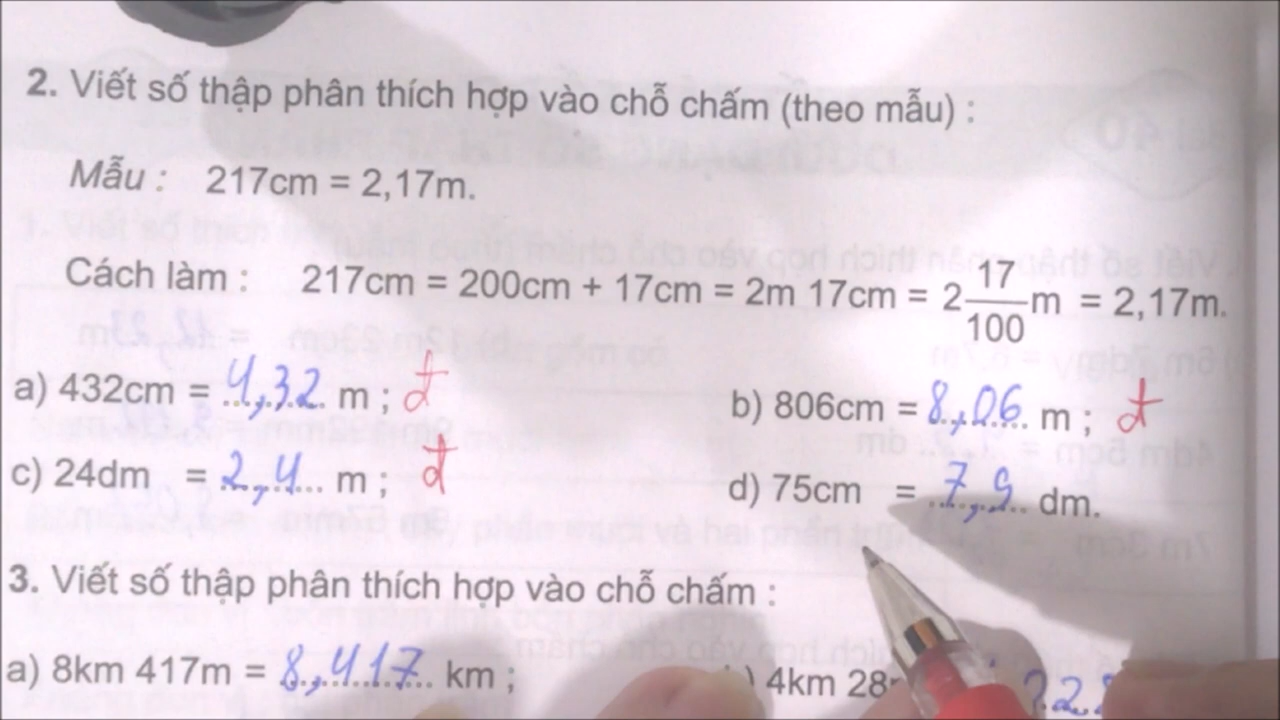 2. Viết số thập phân thích hợp vào chỗ chấm (theo mẫu) :
Mẫu : 217cm = 2,17m.
Cách làm : 217cm = 200cm + 17cm = 2m 17cm = 2 17/100 m = 2,17m.
a) 432cm = 4,32 m ; đ
b) 806cm = 8,06 m ; đ
c) 24dm = 2,4 m ; đ
d) 75cm = 7,5 dm.
3. Viết số thập phân thích hợp vào chỗ chấm :
a) 8km 417m = 8,417 km ;
) 4km 28